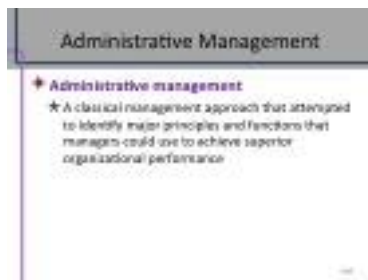 Administrative Management
Administrative management
A classical management approach that attempted
to identify major principles and functions that
managers could use to achieve superior
organizational performance